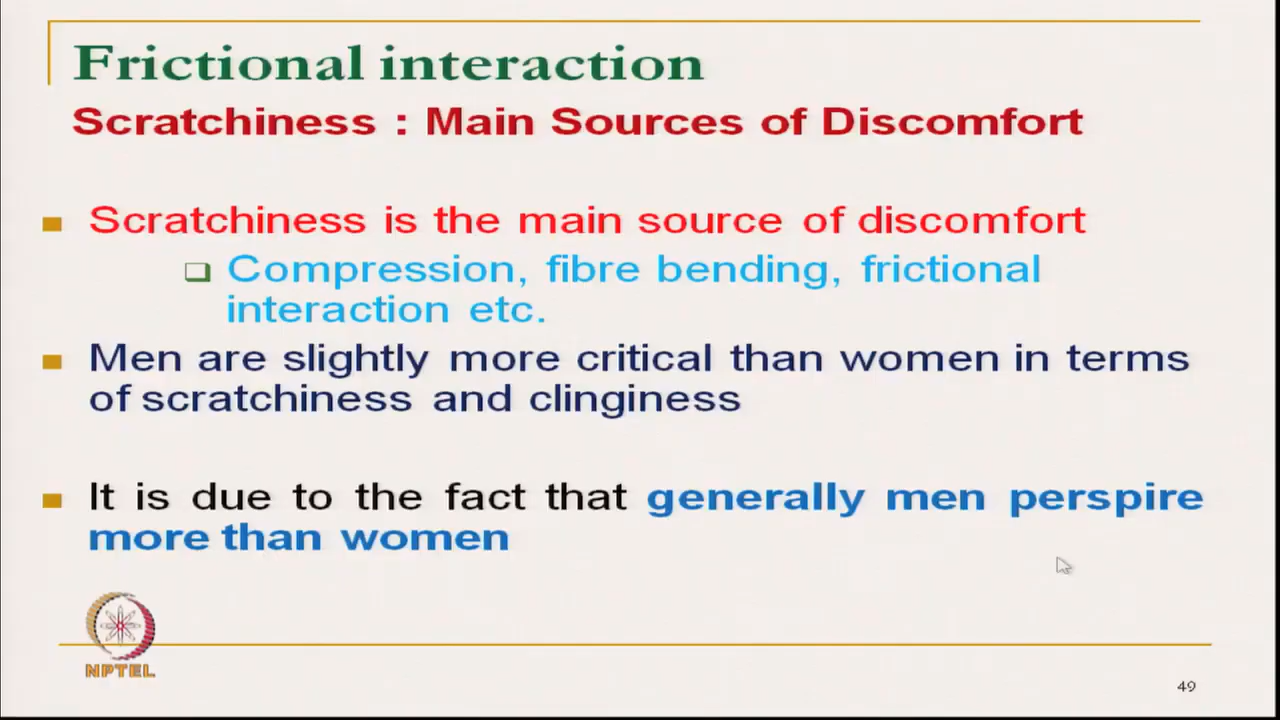 Frictional interaction
Scratchiness : Main Sources of Discomfort
Scratchiness is the main source of discomfort
Compression, fibre bending, frictional
interaction etc.
Men are slightly more critical than women in terms
of scratchiness and clinginess
It is due to the fact that generally men perspire
more than women
NPTEL
49